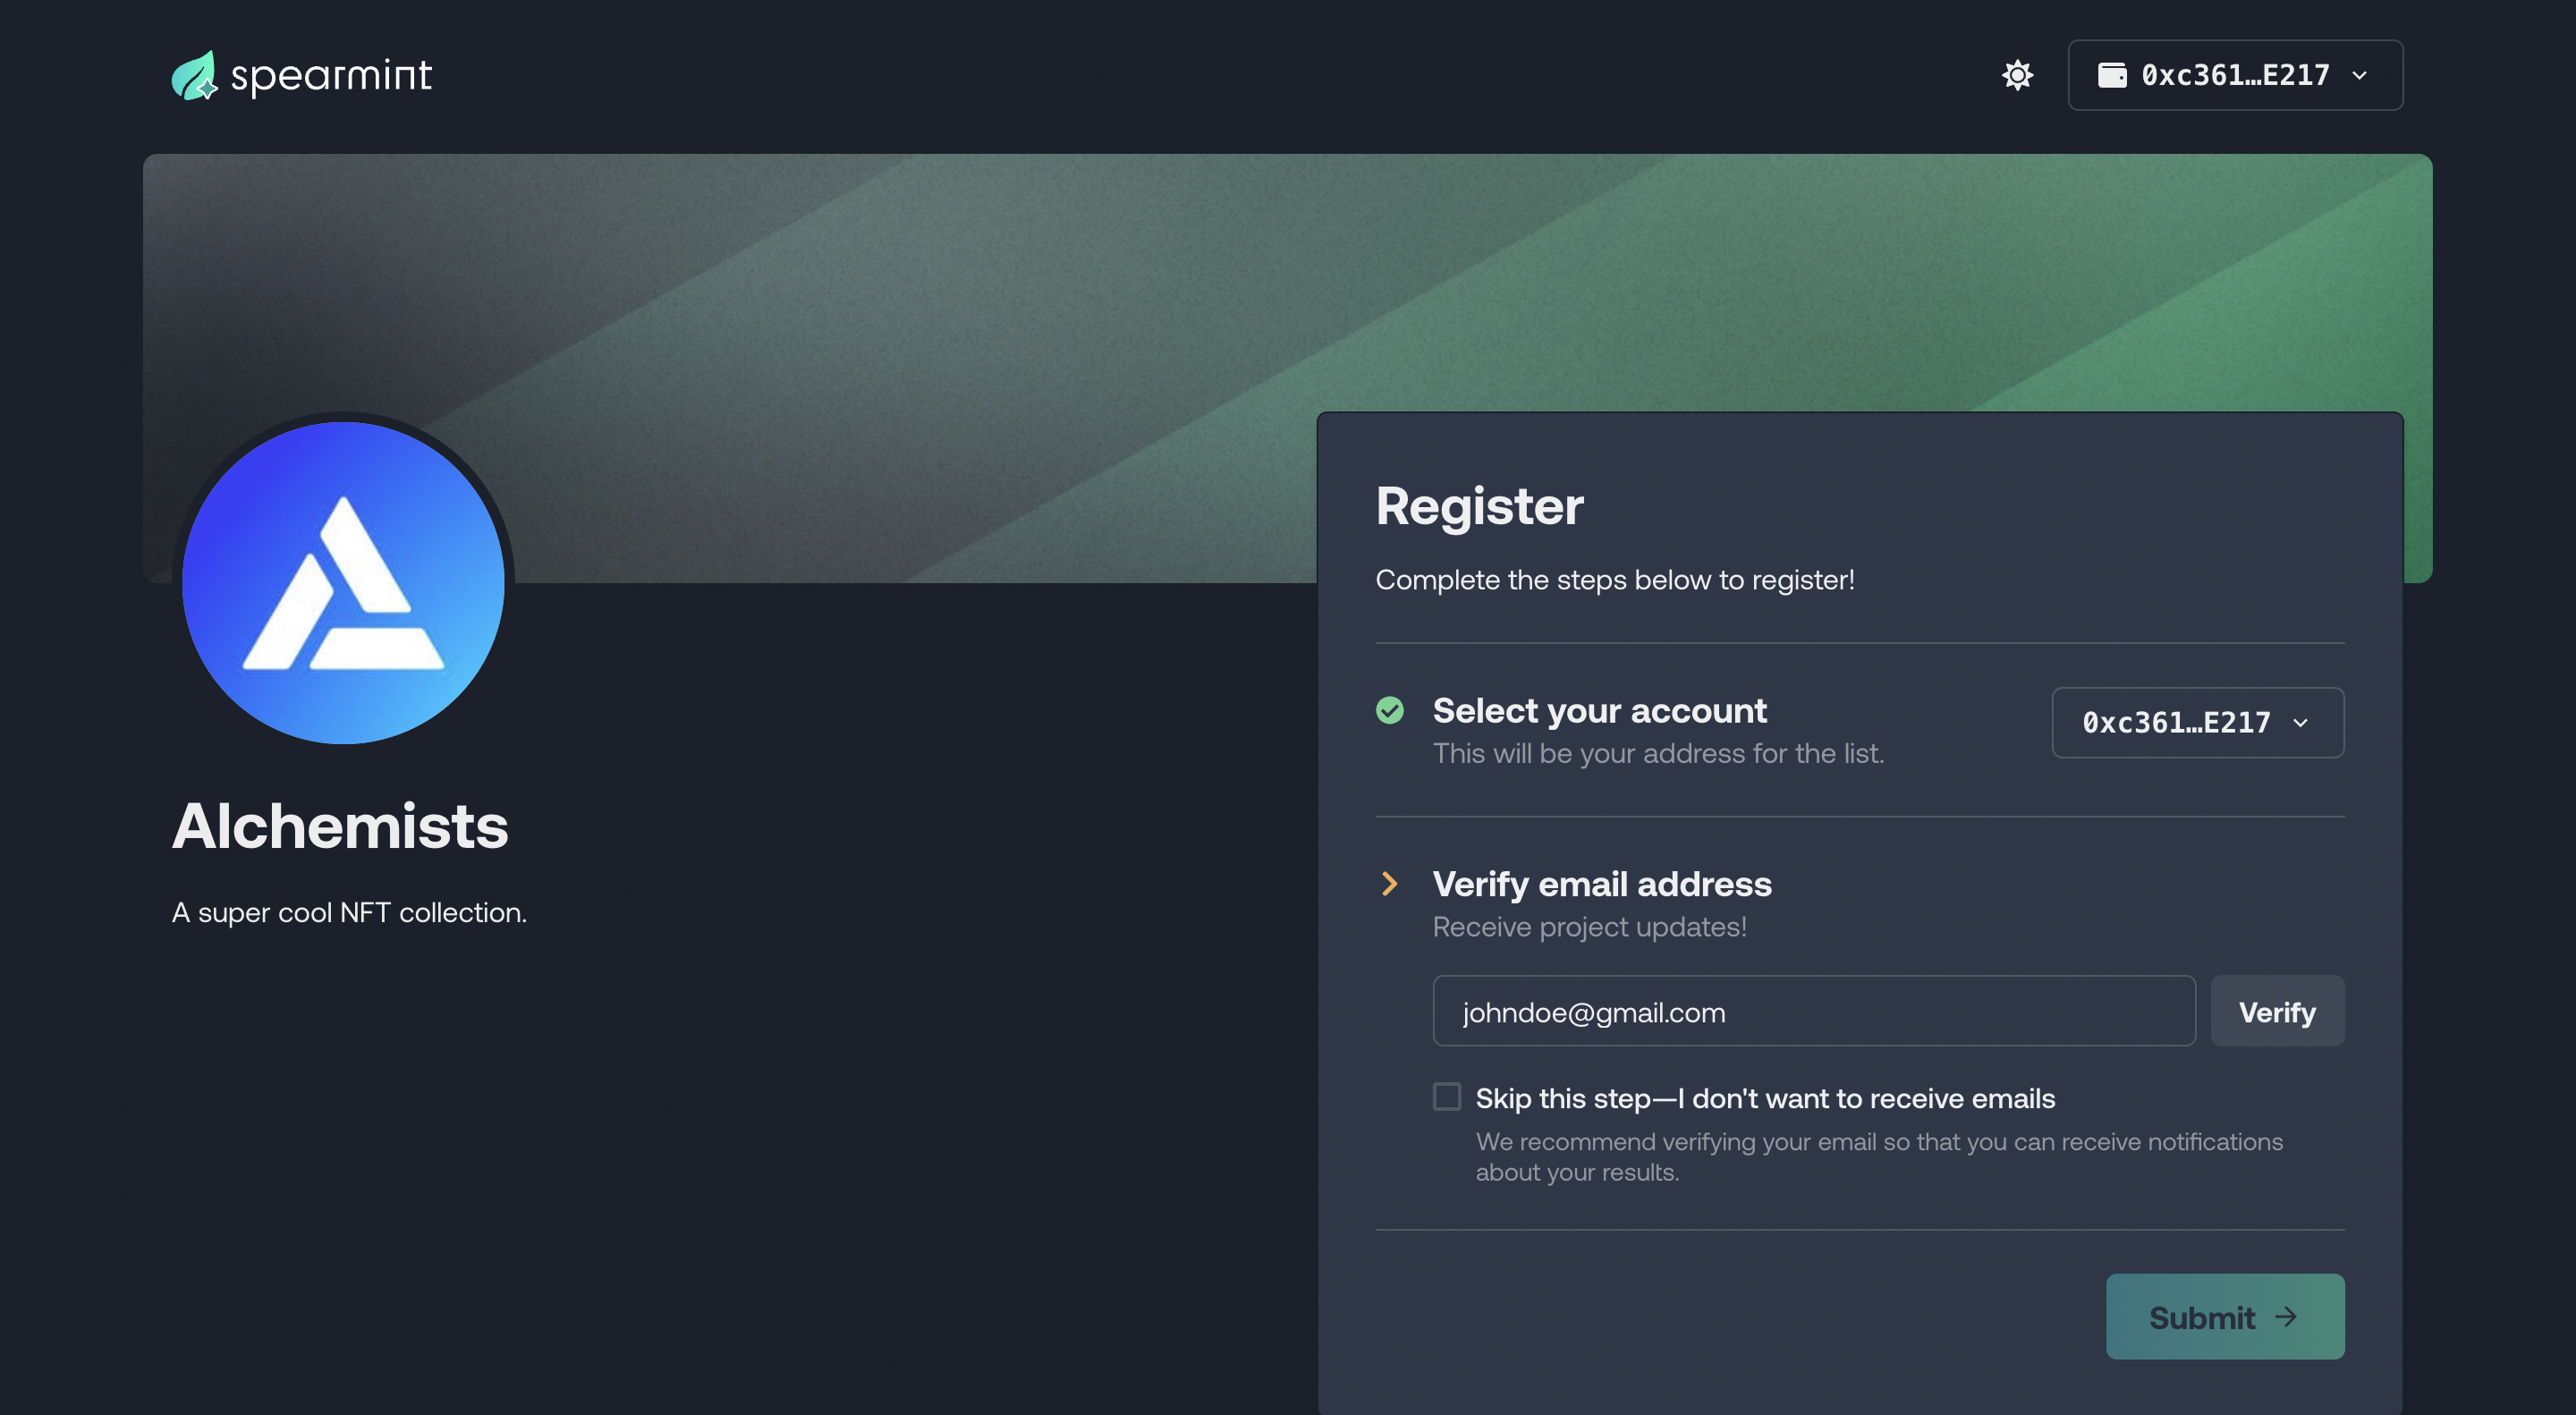 spearmint
0xc361…E217
Register
Complete the steps below to register!
Select your account
This will be your address for the list.
0xc361…E217
Alchemists
A super cool NFT collection.
Verify email address
Receive project updates!
johndoe@gmail.com
Verify
Skip this step—I don't want to receive emails
We recommend verifying your email so that you can receive notifications
about your results.
Submit